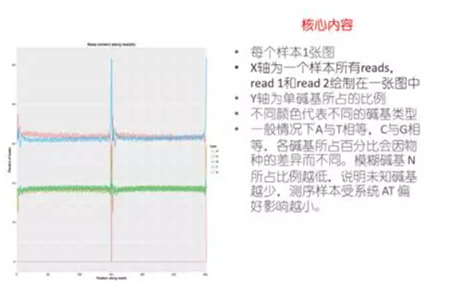 核心内容
Base content along reads
每个样本1张图
X轴为一个样本所有reads,
read 1和read 2绘制在一张图中
Y轴为单碱基所占的比例
不同颜色代表不同的碱基类型
一般情况下A与T相等，C与G相
等，各碱基所占百分比会因物
种的差异而不同。模糊碱基 N
所占比例越低，说明未知碱基
越少，测序样本受系统 AT 偏
好影响越小。
Position along reads